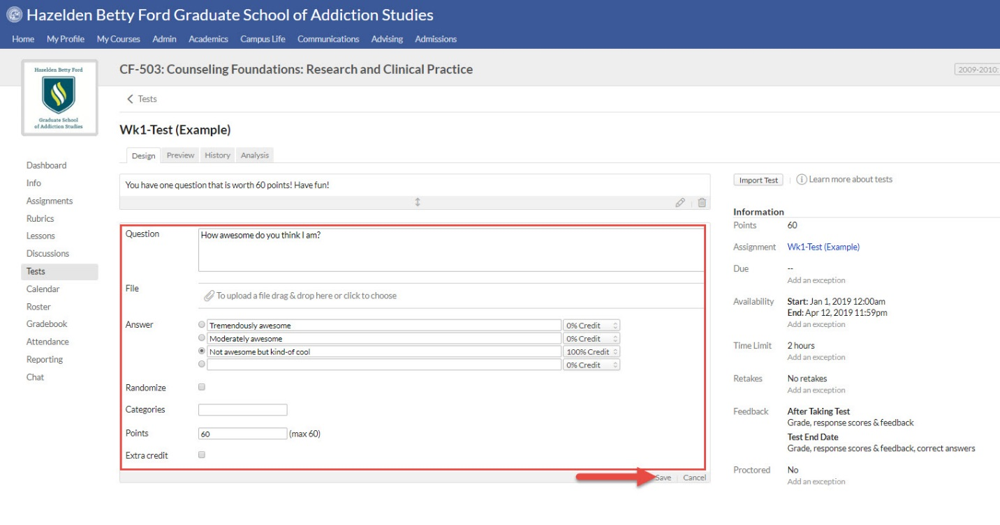 Hazelden Betty Ford Graduate School of Addiction Studies
Home My Profile My Courses Admin Academics Campus Life Communications Advising Admissions
Hazelden Betty Ford
Graduate School
of Addiction Studies
CF-503: Counseling Foundations: Research and Clinical Practice
2009-2010:
Tests
Wk1-Test (Example)
Design Preview History Analysis
Dashboard
Info
Assignments
Rubrics
Lessons
Discussions
Tests
Calendar
Roster
Gradebook
Attendance
Reporting
Chat
You have one question that is worth 60 points! Have fun!
Question How awesome do you think I am?
File To upload a file drag & drop here or click to choose
Answer Tremendously awesome 0% Credit
Moderately awesome 0% Credit
Not awesome but kind-of cool 100% Credit
0% Credit
Randomize
Categories
Points 60 (max 60)
Extra credit
Save Cancel
Import Test Learn more about tests
Information
Points 60
Assignment Wk1-Test (Example)
Due --
Add an exception
Availability Start: Jan 1, 2019 12:00am
End: Apr 12, 2019 11:59pm
Add an exception
Time Limit 2 hours
Add an exception
Retakes No retakes
Add an exception
Feedback After Taking Test
Grade, response scores & feedback
Test End Date
Grade, response scores & feedback, correct answers
Proctored No
Add an exception